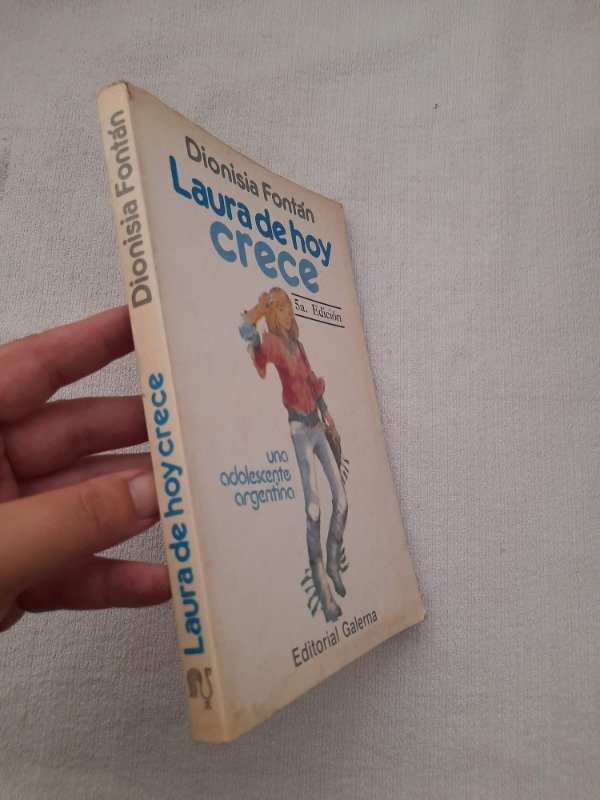 Dionisia Fontán
Laura de hoy crece
Dionisia Fontán
Laura de hoy
crece
5a. Edición
una
adolescente
argentina
Editorial Galerna